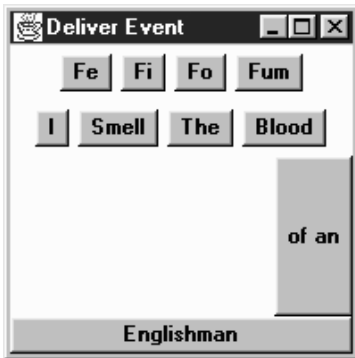 Deliver Event
Fe Fi Fo Fum
I Smell The Blood
of an
Englishman